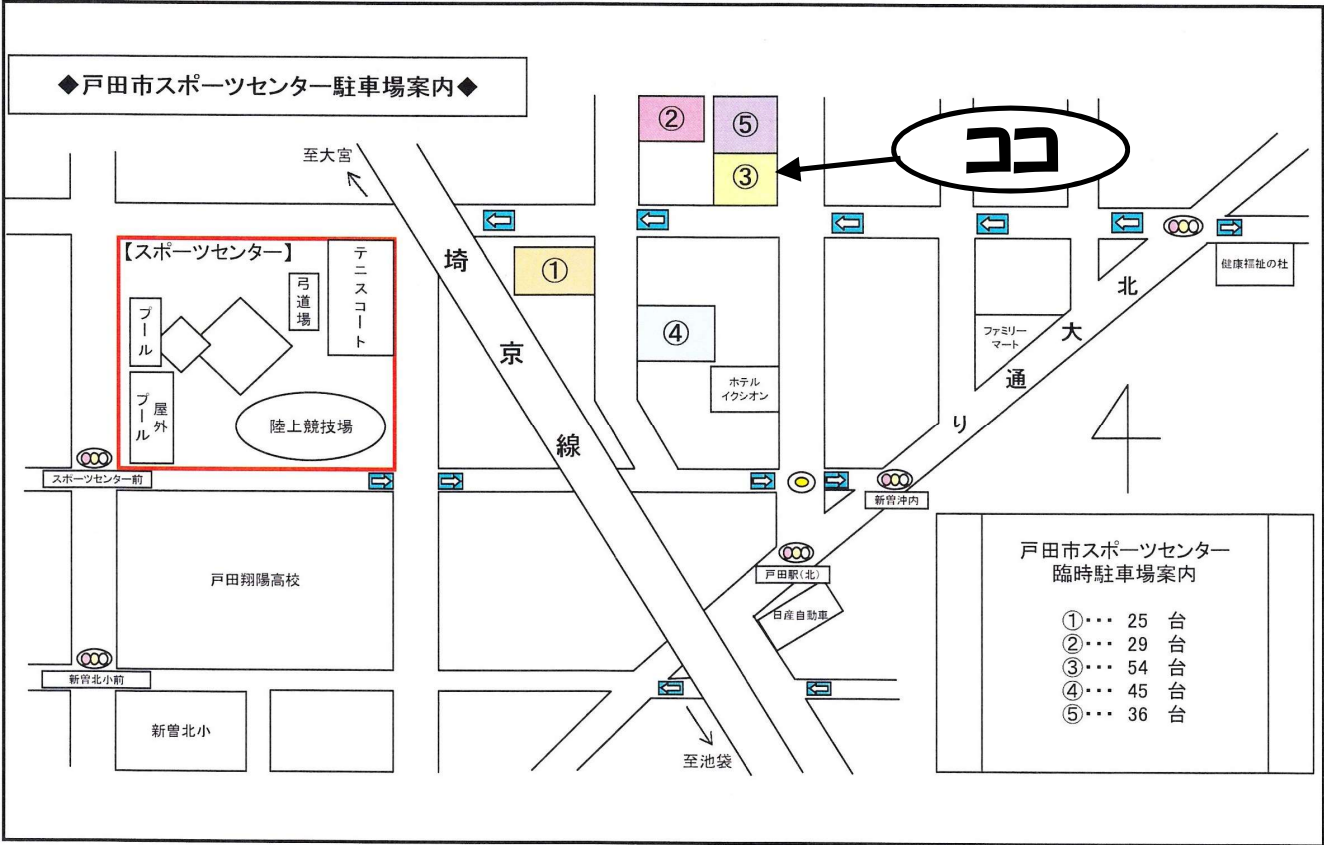 ◆戸田市スポーツセンター駐車場案内◆
②
⑤
③
ココ
至大宮
【スポーツセンター】
テニスコート
弓道場
プール
屋外
プール
陸上競技場
①
④
ホテル
イクシオン
ファミリー
マート
健康福祉の杜
北大通り
埼京線
スポーツセンター前
新曽沖内
戸田駅(北)
日産自動車
戸田翔陽高校
新曽北小前
新曽北小
至池袋
戸田市スポーツセンター
臨時駐車場案内
①・・・ 25 台
②・・・ 29 台
③・・・ 54 台
④・・・ 45 台
⑤・・・ 36 台